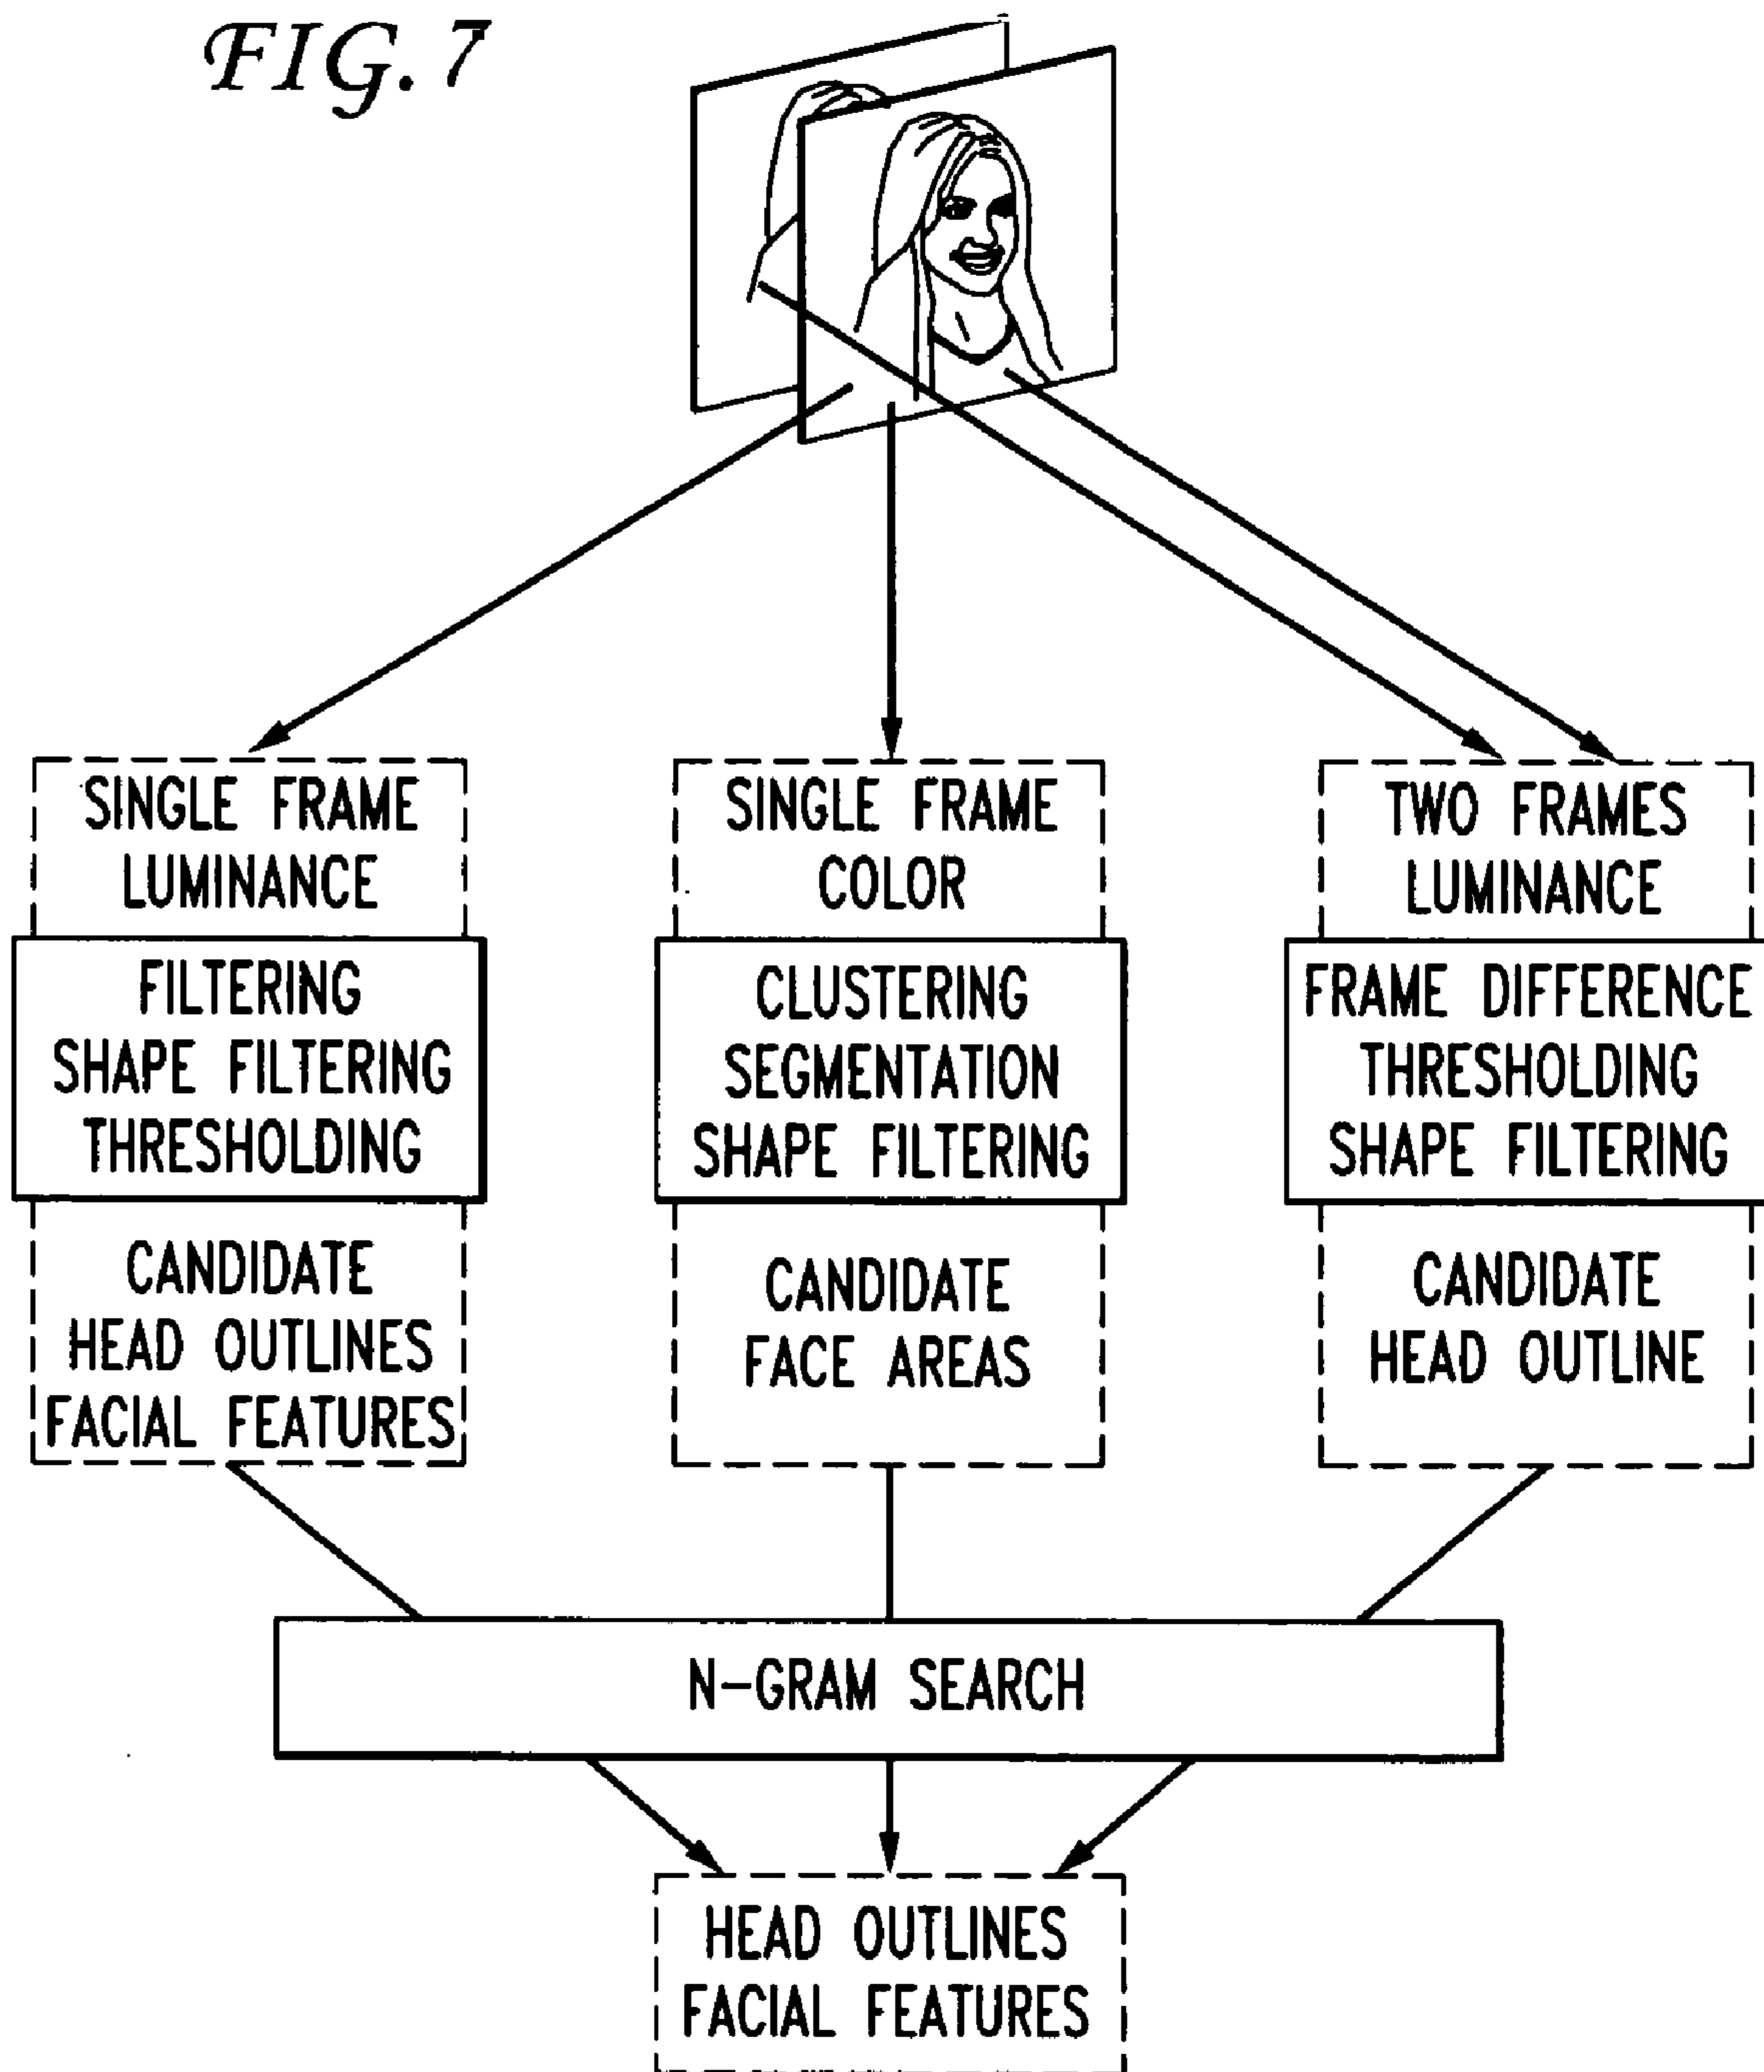 FIG. 7
SINGLE FRAME
LUMINANCE
FILTERING
SHAPE FILTERING
THRESHOLDING
CANDIDATE
HEAD OUTLINES
FACIAL FEATURES
SINGLE FRAME
COLOR
CLUSTERING
SEGMENTATION
SHAPE FILTERING
CANDIDATE
FACE AREAS
TWO FRAMES
LUMINANCE
FRAME DIFFERENCE
THRESHOLDING
SHAPE FILTERING
CANDIDATE
HEAD OUTLINE
N-GRAM SEARCH
HEAD OUTLINES
FACIAL FEATURES